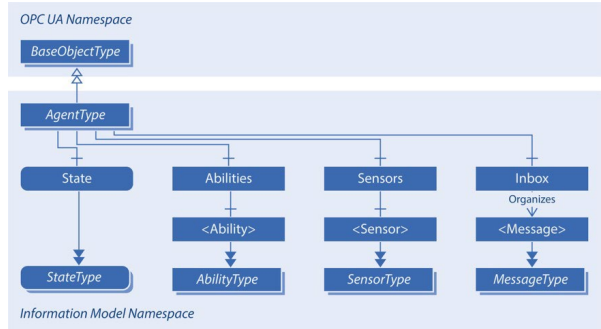 OPC UA Namespace
BaseObjectType
AgentType
State
Abilities
Sensors
Inbox
Organizes
<Ability>
<Sensor>
<Message>
StateType
AbilityType
SensorType
MessageType
Information Model Namespace